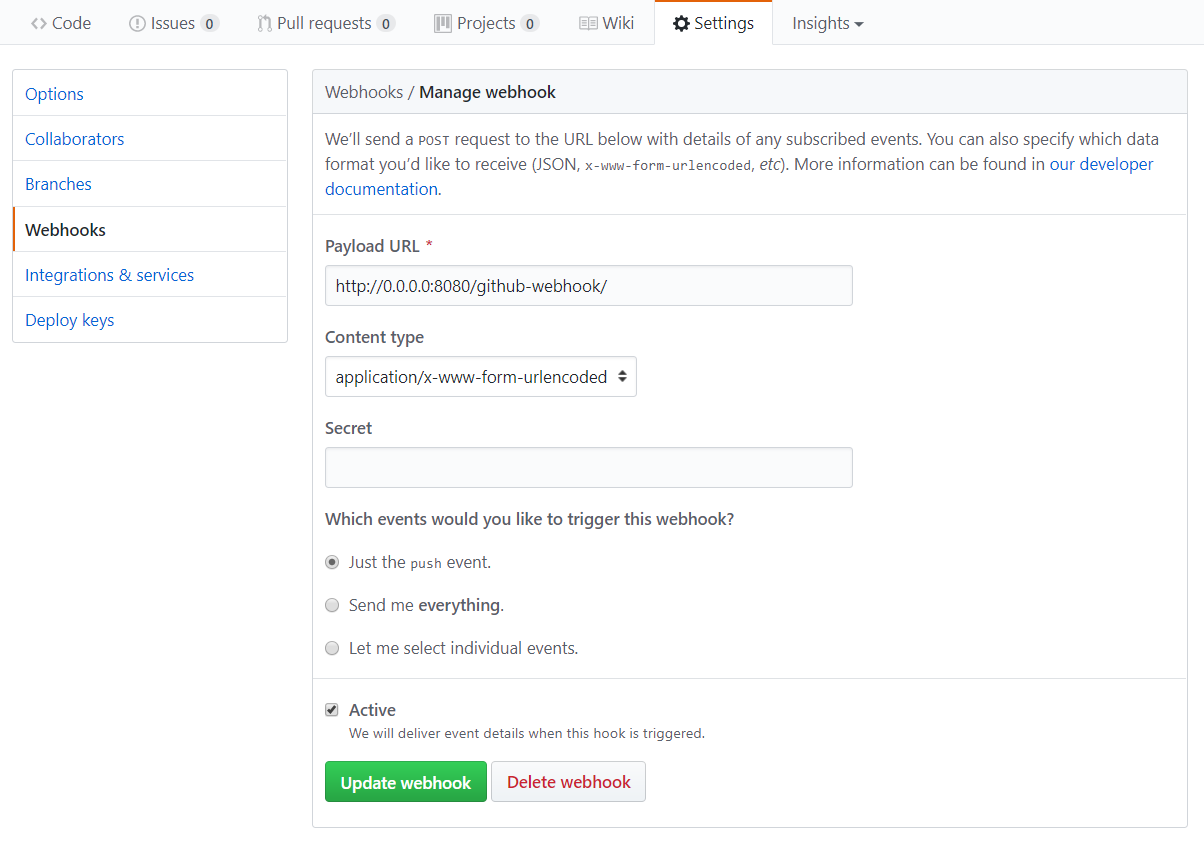 Code Issues 0 Pull requests 0 Projects 0 Wiki Settings Insights
Options
Collaborators
Branches
Webhooks
Integrations & services
Deploy keys
Webhooks / Manage webhook
We’ll send a POST request to the URL below with details of any subscribed events. You can also specify which data
format you’d like to receive (JSON, x-www-form-urlencoded, etc). More information can be found in our developer
documentation.
Payload URL *
http://0.0.0.0:8080/github-webhook/
Content type
application/x-www-form-urlencoded
Secret
Which events would you like to trigger this webhook?
Just the push event.
Send me everything.
Let me select individual events.
Active
We will deliver event details when this hook is triggered.
Update webhook Delete webhook